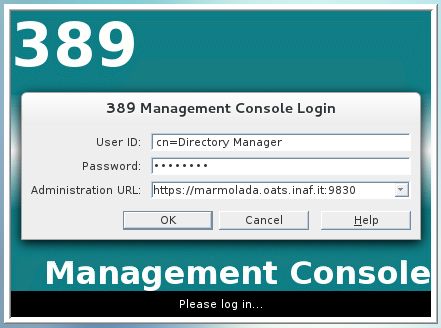 389
389 Management Console Login
User ID: cn=Directory Manager
Password: ••••••••
Administration URL: https://marmolada.oats.inaf.it:9830
OK Cancel Help
Management Console
Please log in...